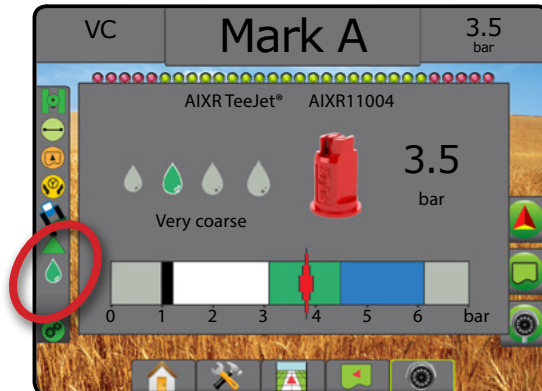 VC Mark A 3.5
bar
AIXR TeeJet® AIXR11004
3.5
bar
Very coarse
0 1 2 3 4 5 6 bar